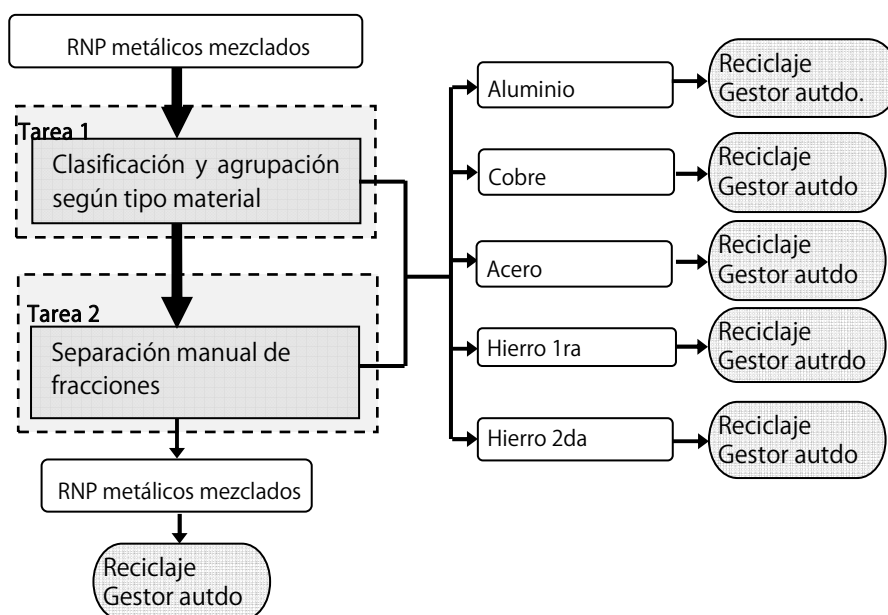 RNP metálicos mezclados
Tarea 1
Clasificación y agrupación
según tipo material
Tarea 2
Separación manual de
fracciones
RNP metálicos mezclados
Reciclaje
Gestor autdo
Aluminio
Reciclaje
Gestor autdo.
Cobre
Reciclaje
Gestor autdo
Acero
Reciclaje
Gestor autdo
Hierro 1ra
Reciclaje
Gestor autrdo
Hierro 2da
Reciclaje
Gestor autdo